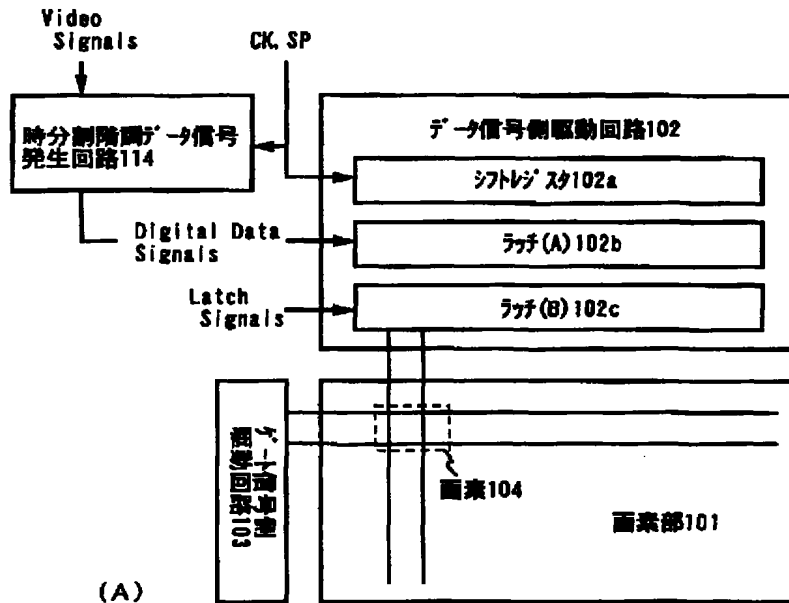 Video
Signals
CK, SP
時分割階調ﾃﾞｰﾀ信号
発生回路114
ﾃﾞｰﾀ信号側駆動回路102
ｼﾌﾄﾚｼﾞｽﾀ102a
Digital Data
Signals
ﾗｯﾁ(A)102b
Latch
Signals
ﾗｯﾁ(B)102c
ｹﾞｰﾄ信号側
駆動回路103
画素104
画素部101
(A)